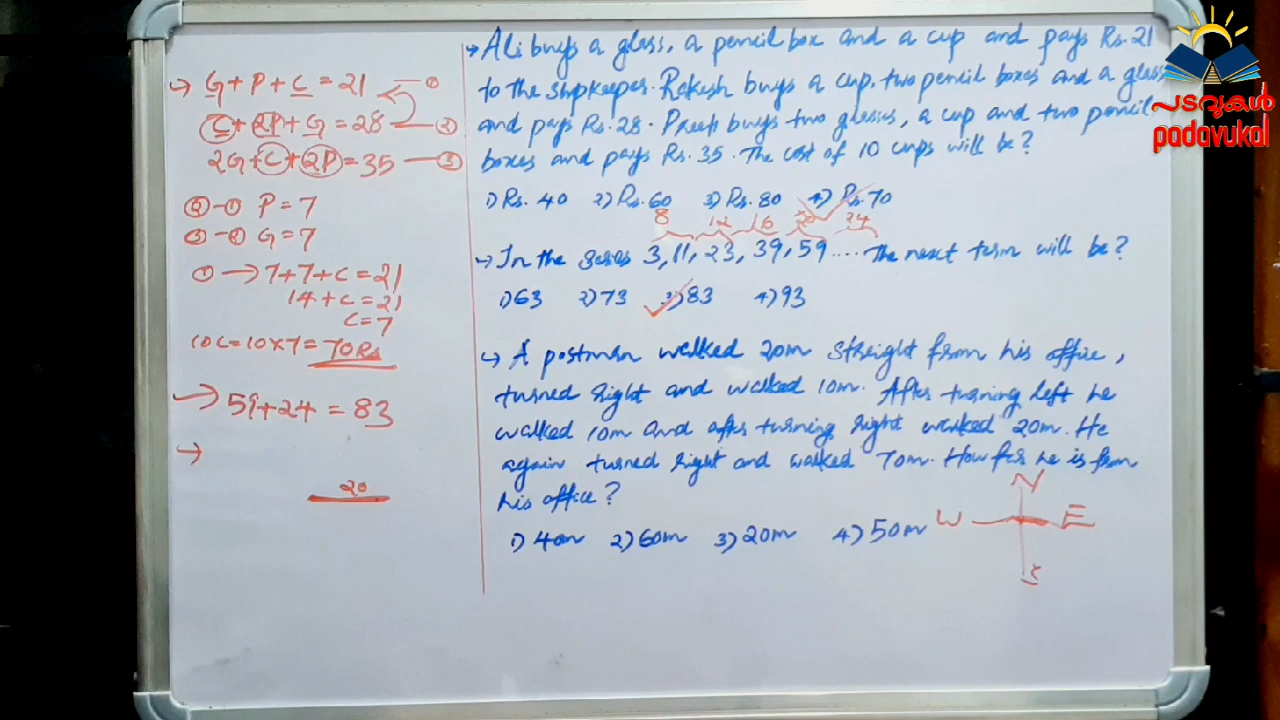 → G + P + C = 21 — ①
C + 2P + G = 28 — ②
2G + C + 2P = 35 — ③
② - ① P = 7
③ - ② G = 7
① → 7+7+C = 21
14 + C = 21
C = 7
10C = 10 × 7 = 70 Rs
→ 59+24 = 83
→
20
→ Ali buys a glass, a pencil box and a cup and pays Rs. 21
to the shopkeeper. Rakesh buys a cup, two pencil boxes and a glass
and pays Rs. 28. Preeti buys two glasses, a cup and two pencil
boxes and pays Rs. 35. The cost of 10 cups will be?
1) Rs. 40 2) Rs. 60 3) Rs. 80 4) Rs. 70
8 12 16 20 24
→ In the series 3, 11, 23, 39, 59 .... The next term will be?
1) 63 2) 73 3) 83 4) 93
→ A postman walked 20m straight from his office,
turned right and walked 10m. After turning left he
walked 10m and after turning right walked 20m. He
again turned right and walked 70m. How far he is from
his office?
1) 40m 2) 60m 3) 20m 4) 50m
N
W E
S
പടവുകൾ
padavukal